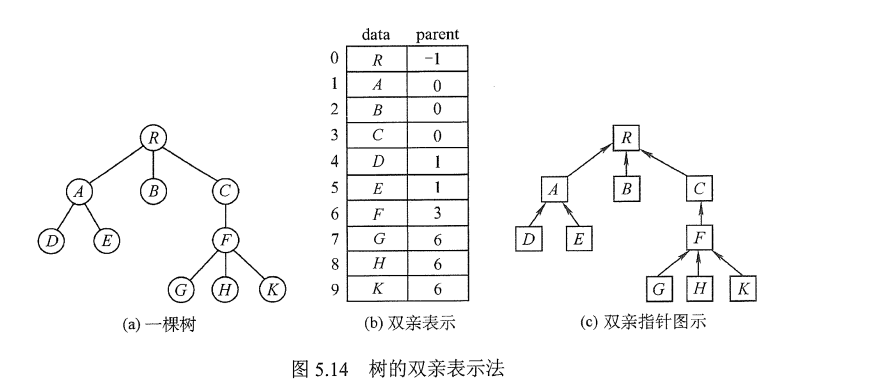 data parent
0 R -1
1 A 0
2 B 0
3 C 0
4 D 1
5 E 1
6 F 3
7 G 6
8 H 6
9 K 6
R
A B C
D E F
G H K
R
A B C
D E F
G H K
(a) 一棵树 (b) 双亲表示 (c) 双亲指针图示
图 5.14 树的双亲表示法